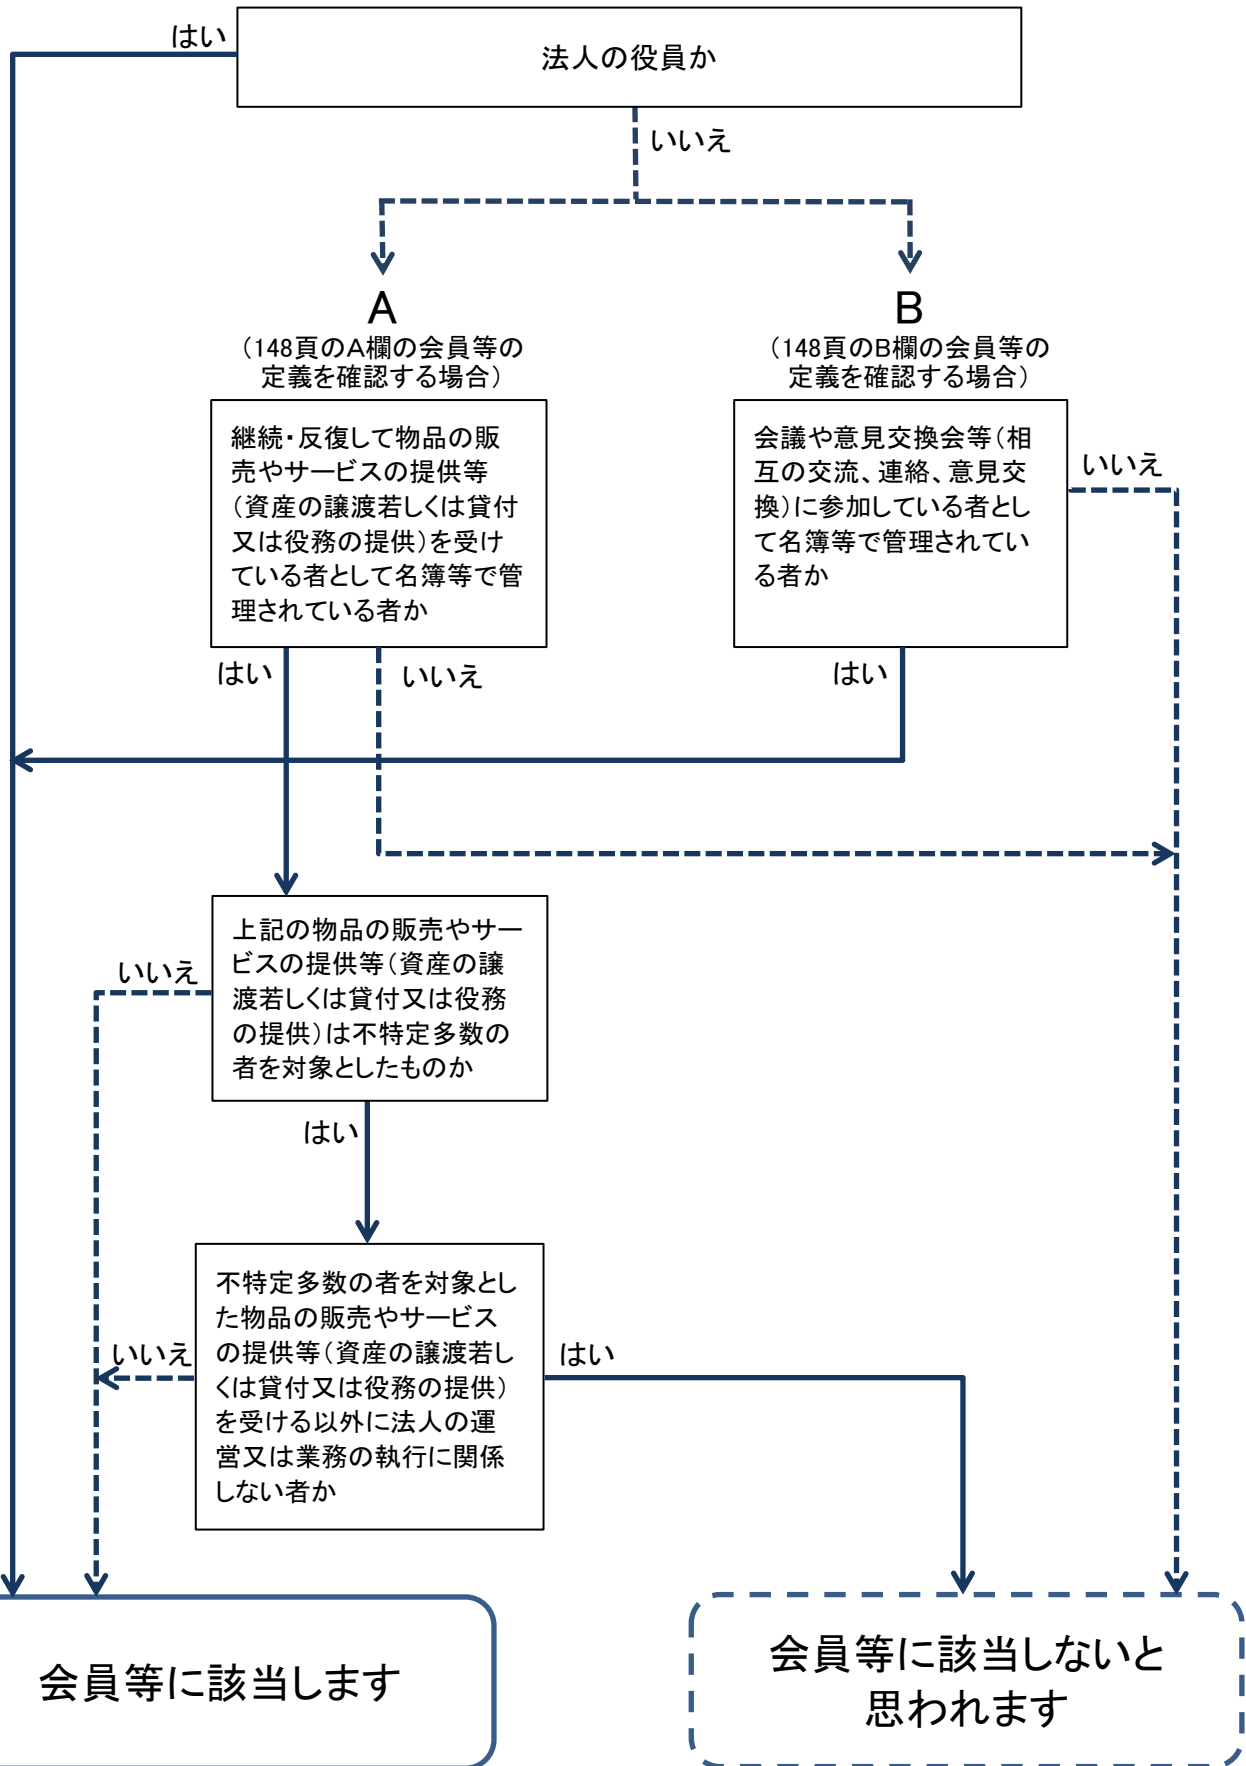 はい
法人の役員か
いいえ
A
（148頁のA欄の会員等の
定義を確認する場合）
B
（148頁のB欄の会員等の
定義を確認する場合）
継続・反復して物品の販
売やサービスの提供等
（資産の譲渡若しくは貸付
又は役務の提供）を受け
ている者として名簿等で管
理されている者か
会議や意見交換会等（相
互の交流、連絡、意見交
換）に参加している者とし
て名簿等で管理されてい
る者か
いいえ
はい
いいえ
はい
上記の物品の販売やサー
ビスの提供等（資産の譲
渡若しくは貸付又は役務
の提供）は不特定多数の
者を対象としたものか
いいえ
はい
不特定多数の者を対象とし
た物品の販売やサービス
の提供等（資産の譲渡若し
くは貸付又は役務の提供）
を受ける以外に法人の運
営又は業務の執行に関係
しない者か
いいえ
はい
会員等に該当します
会員等に該当しないと
思われます